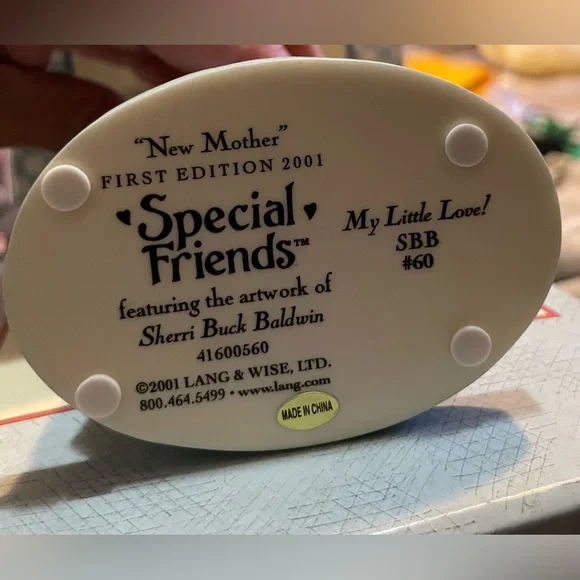 "New Mother"
FIRST EDITION 2001
♥ Special ♥
Friends™
featuring the artwork of
Sherri Buck Baldwin
41600560
©2001 LANG & WISE, LTD.
800.464.5499 • www.lang.com
MADE IN CHINA
My Little Love!
SBB
#60